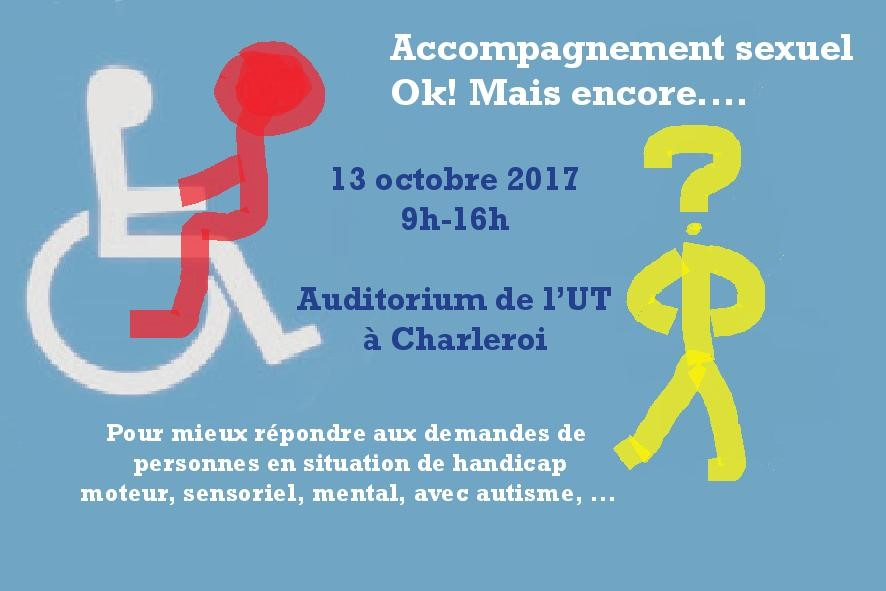 Accompagnement sexuel
Ok! Mais encore....
13 octobre 2017
9h-16h
Auditorium de l'UT
à Charleroi
?
Pour mieux répondre aux demandes de
personnes en situation de handicap
moteur, sensoriel, mental, avec autisme, ...